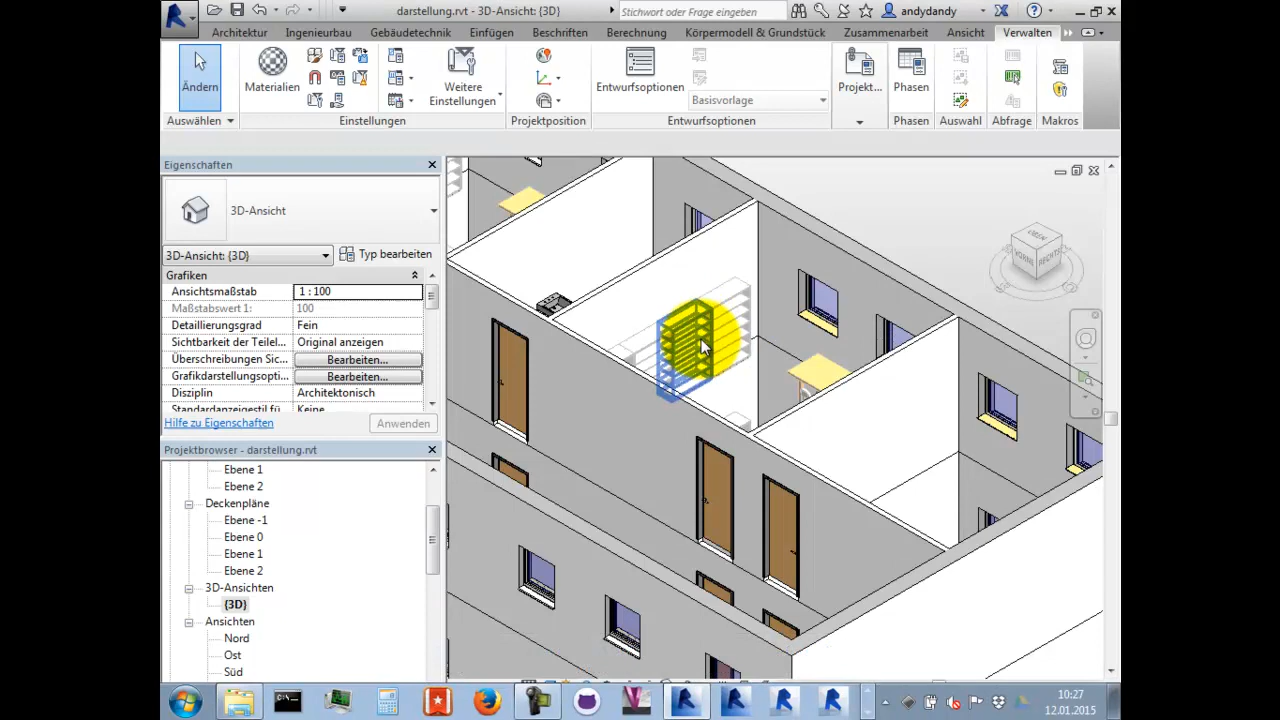 darstellung.rvt - 3D-Ansicht: {3D}
Stichwort oder Frage eingeben
andydandy
Architektur
Ingenieurbau
Gebäudetechnik
Einfügen
Beschriften
Berechnung
Körpermodell & Grundstück
Zusammenarbeit
Ansicht
Verwalten
Ändern
Materialien
Weitere
Einstellungen
Entwurfsoptionen
Basisvorlage
Projekt...
Phasen
Auswählen
Einstellungen
Projektposition
Entwurfsoptionen
Phasen
Auswahl
Abfrage
Makros
Eigenschaften
3D-Ansicht
3D-Ansicht: {3D}
Typ bearbeiten
Grafiken
Ansichtsmaßstab
1 : 100
Maßstabswert 1:
100
Detaillierungsgrad
Fein
Sichtbarkeit der Teilel...
Original anzeigen
Überschreibungen Sic...
Bearbeiten...
Grafikdarstellungsopti...
Bearbeiten...
Disziplin
Architektonisch
Standardanzeigestil fü
Keine
Hilfe zu Eigenschaften
Anwenden
Projektbrowser - darstellung.rvt
Ebene 1
Ebene 2
Deckenpläne
Ebene -1
Ebene 0
Ebene 1
Ebene 2
3D-Ansichten
{3D}
Ansichten
Nord
Ost
Süd
OBEN
VORNE
RECHTS
10:27
12.01.2015